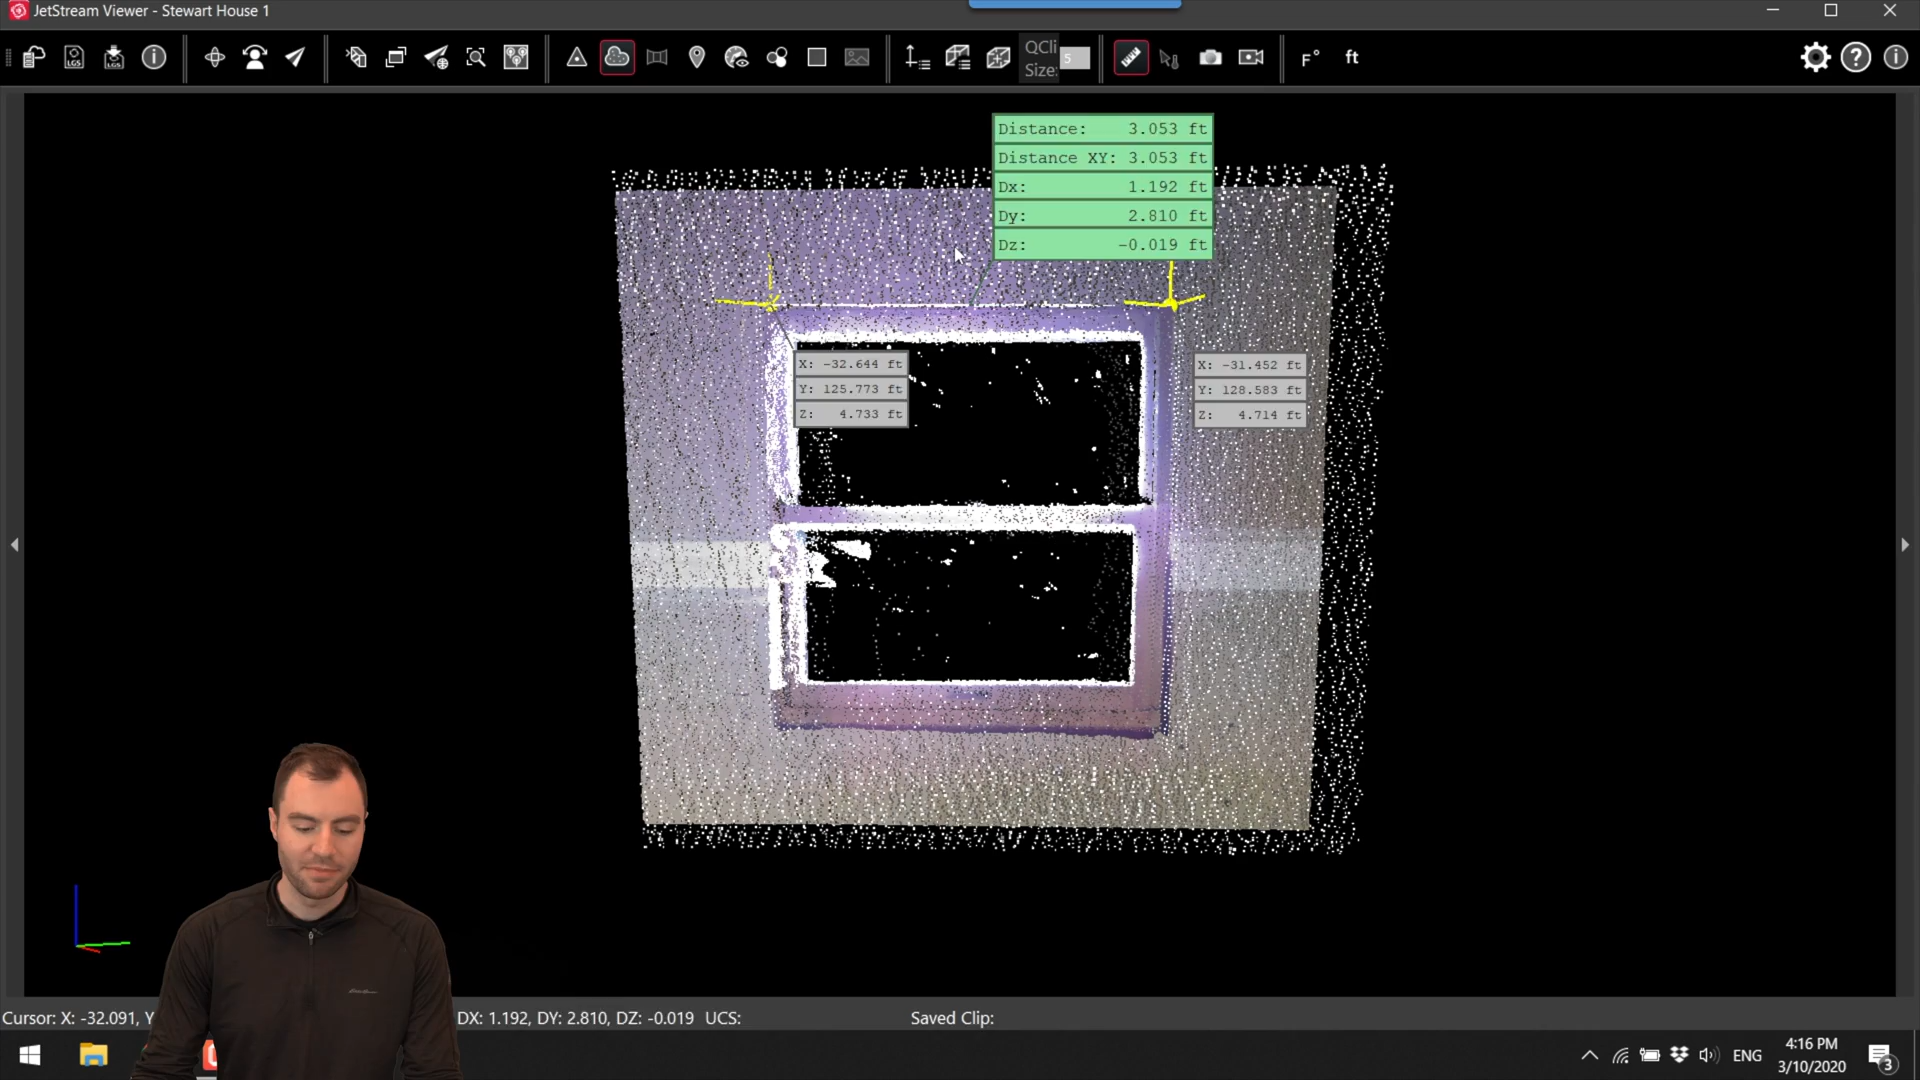 JetStream Viewer - Stewart House 1
QCli
Size:
5
F°
ft
Distance: 3.053 ft
Distance XY: 3.053 ft
Dx: 1.192 ft
Dy: 2.810 ft
Dz: -0.019 ft
X: -32.644 ft
Y: 125.773 ft
Z: 4.733 ft
X: -31.452 ft
Y: 128.583 ft
Z: 4.714 ft
Cursor: X: -32.091, Y
DX: 1.192, DY: 2.810, DZ: -0.019 UCS:
Saved Clip:
ENG
4:16 PM
3/10/2020
3